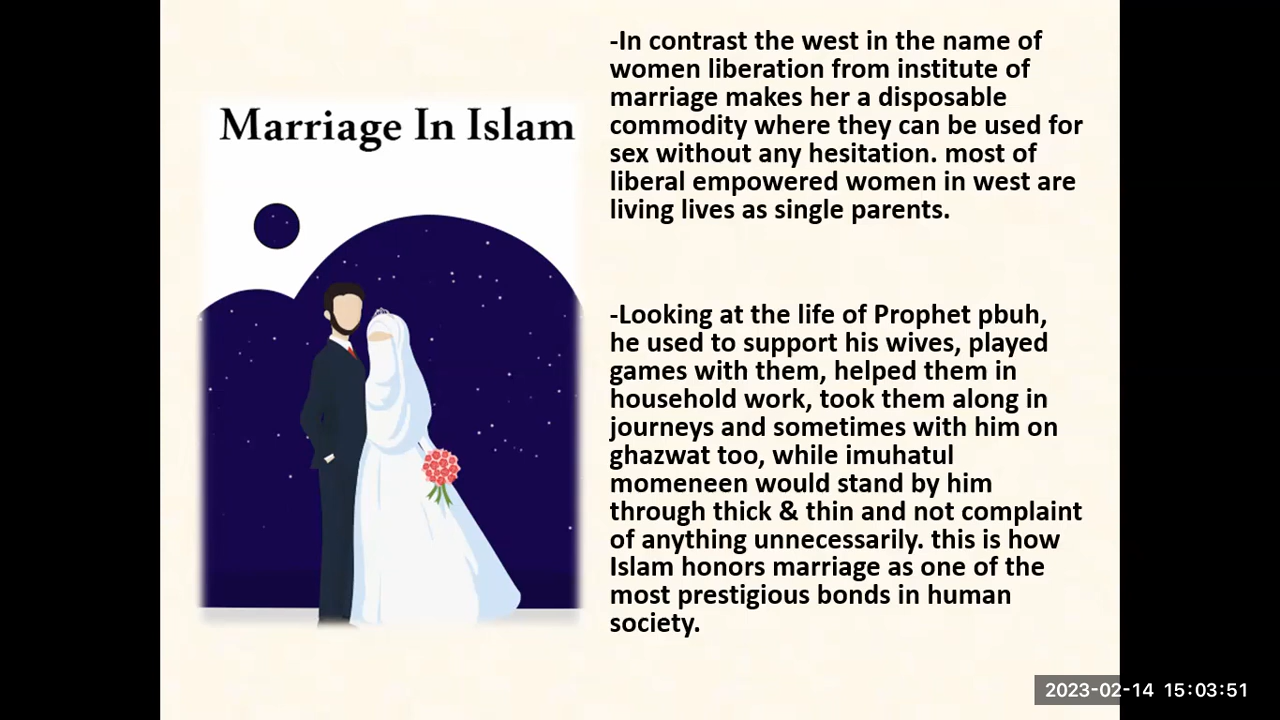 Marriage In Islam
-In contrast the west in the name of
women liberation from institute of
marriage makes her a disposable
commodity where they can be used for
sex without any hesitation. most of
liberal empowered women in west are
living lives as single parents.
-Looking at the life of Prophet pbuh,
he used to support his wives, played
games with them, helped them in
household work, took them along in
journeys and sometimes with him on
ghazwat too, while imuhatul
momeneen would stand by him
through thick & thin and not complaint
of anything unnecessarily. this is how
Islam honors marriage as one of the
most prestigious bonds in human
society.
2023-02-14 15:03:51